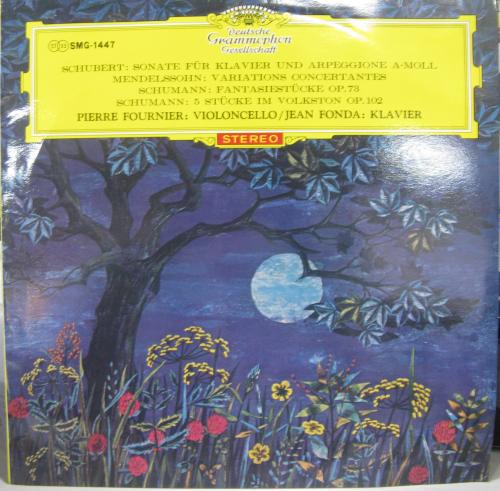 Deutsche
Grammophon
Gesellschaft
SMG-1447
SCHUBERT: SONATE FÜR KLAVIER UND ARPEGGIONE A-MOLL
MENDELSSOHN: VARIATIONS CONCERTANTES
SCHUMANN: FANTASIESTÜCKE OP.73
SCHUMANN: 5 STÜCKE IM VOLKSTON OP.102
PIERRE FOURNIER: VIOLONCELLO/JEAN FONDA: KLAVIER
STEREO